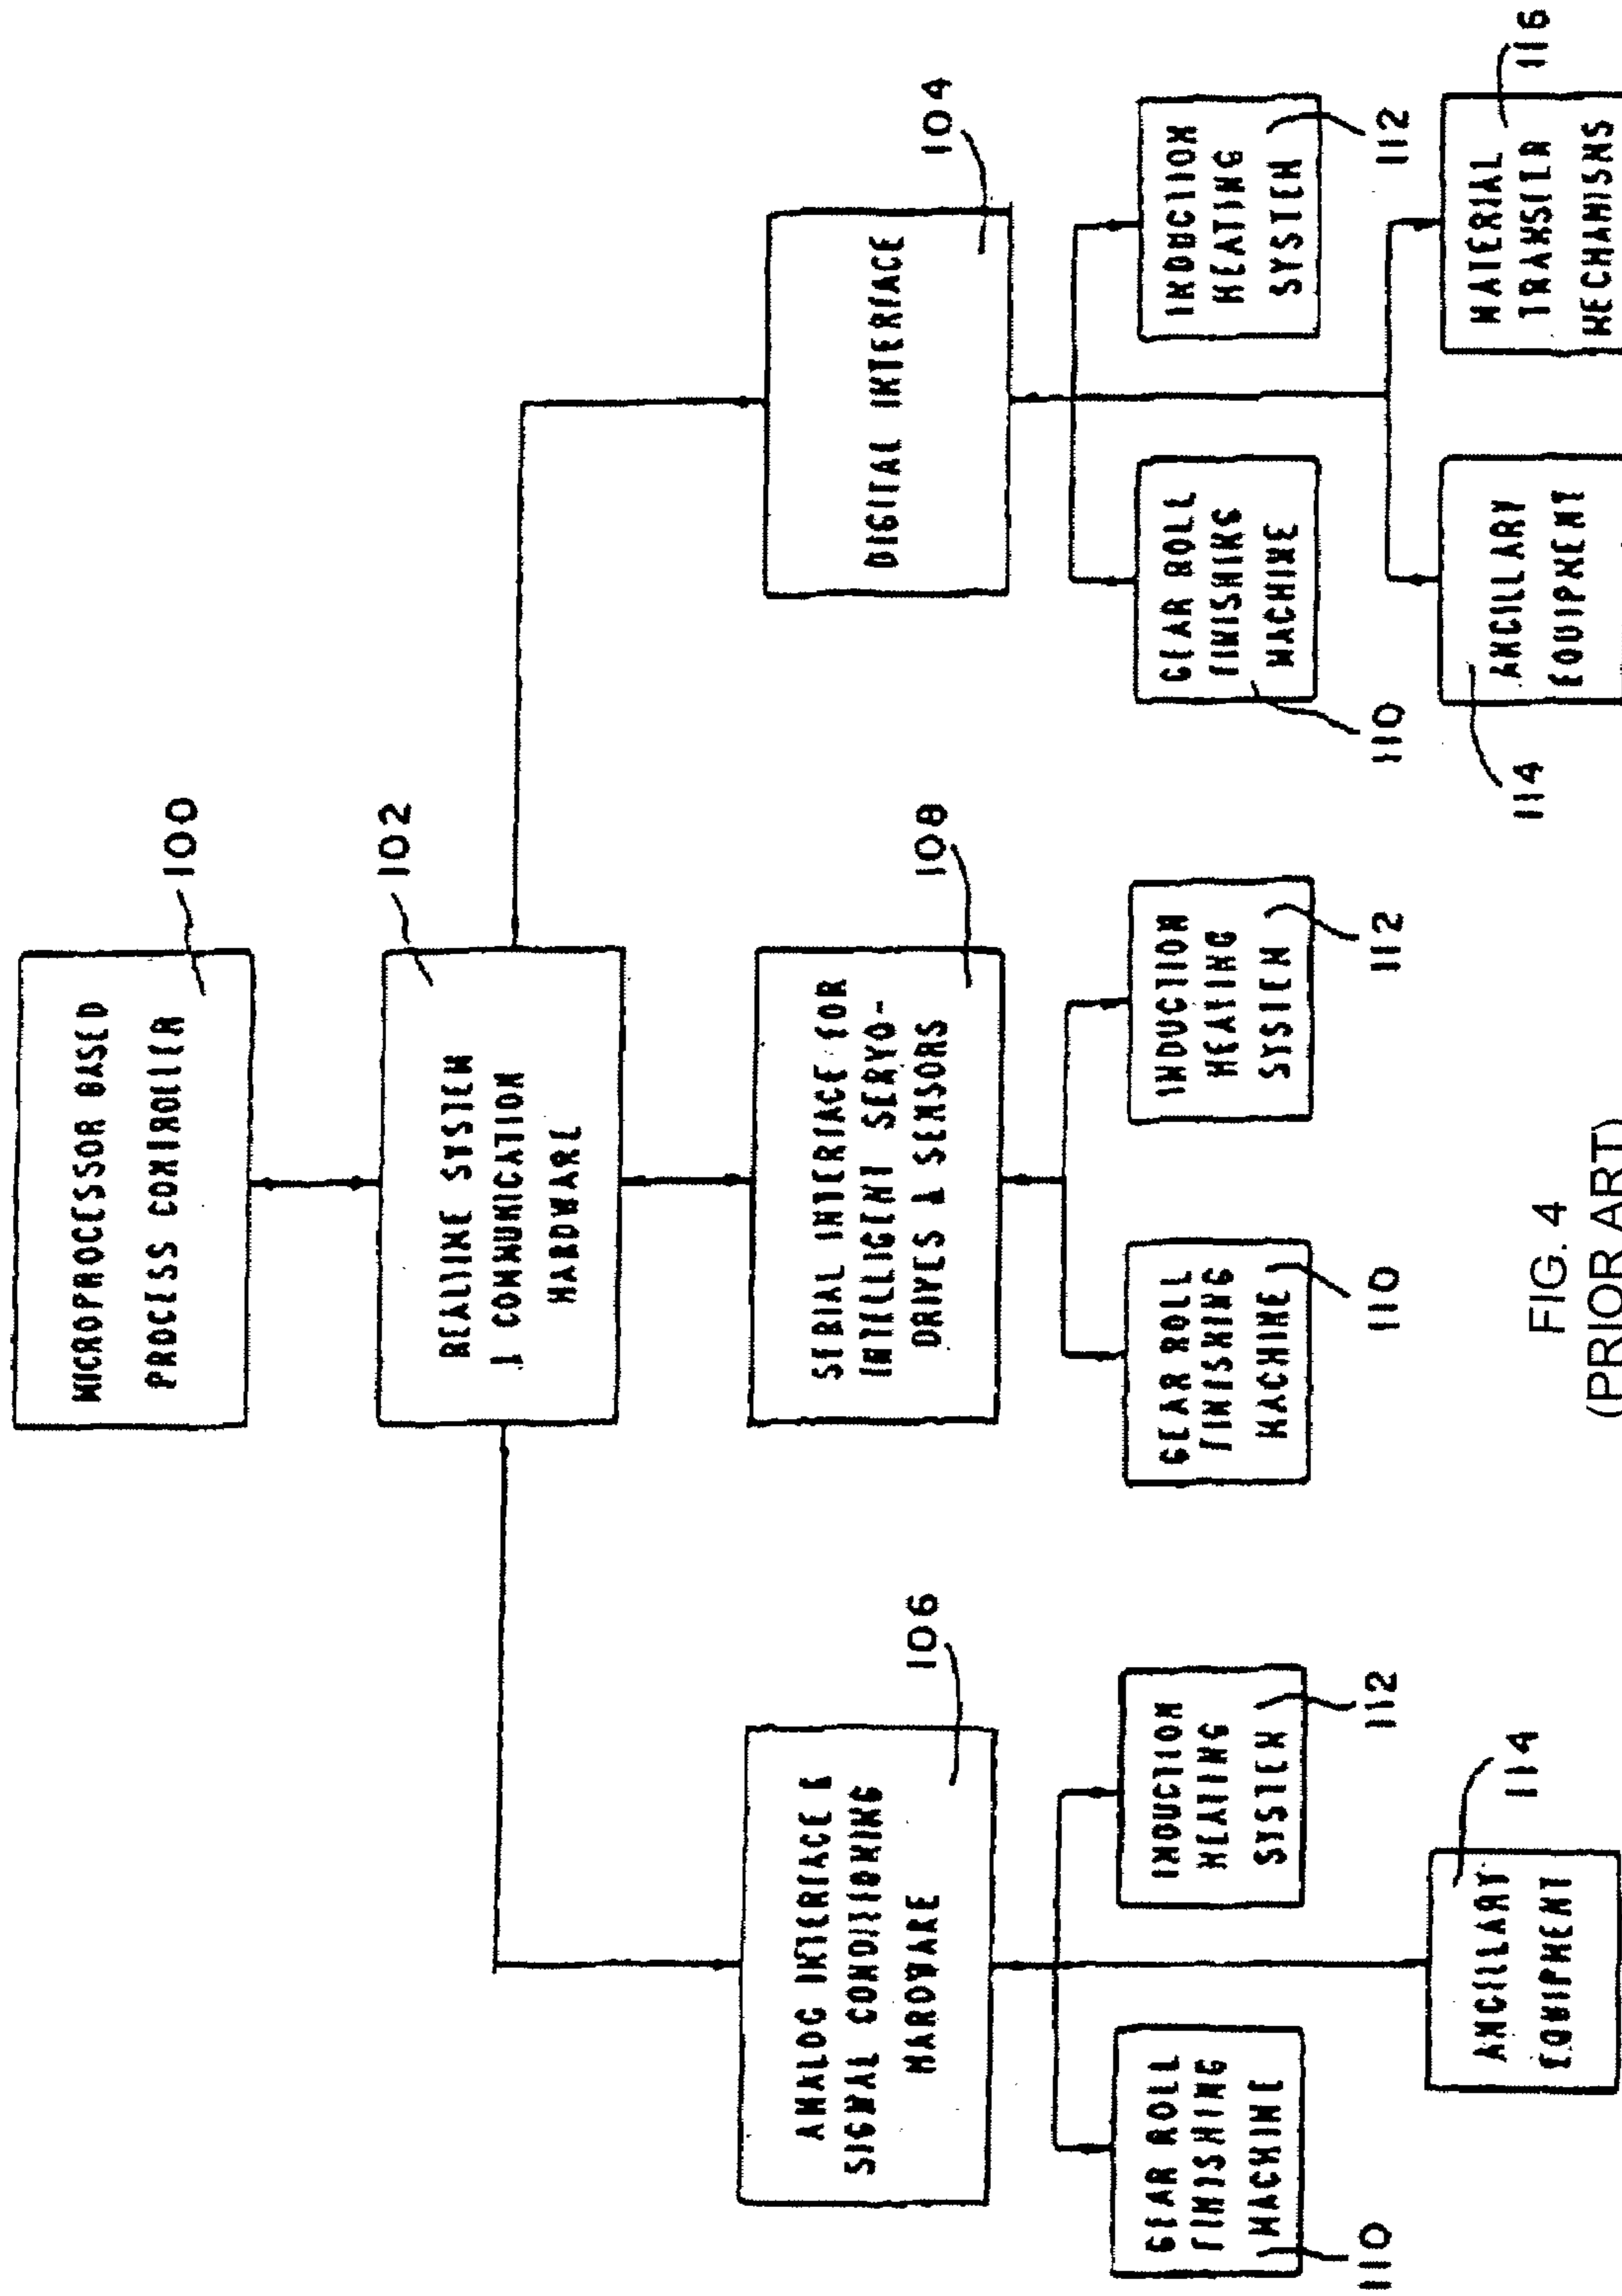 MICROPROCESSOR BASED
PROCESS CONTROLLER
100
REALTIME SYSTEM
& COMMUNICATION
HARDWARE
102
ANALOG INTERFACE &
SIGNAL CONDITIONING
HARDWARE
106
SERIAL INTERFACE FOR
INTELLIGENT SERVO-
DRIVES & SENSORS
108
DIGITAL INTERFACE
104
GEAR ROLL
FINISHING
MACHINE
110
INDUCTION
HEATING
SYSTEM
112
GEAR ROLL
FINISHING
MACHINE
110
INDUCTION
HEATING
SYSTEM
112
GEAR ROLL
FINISHING
MACHINE
110
INDUCTION
HEATING
SYSTEM
112
ANCILLARY
EQUIPMENT
114
ANCILLARY
EQUIPMENT
114
MATERIAL
TRANSFER
MECHANISMS
116
FIG. 4
(PRIOR ART)